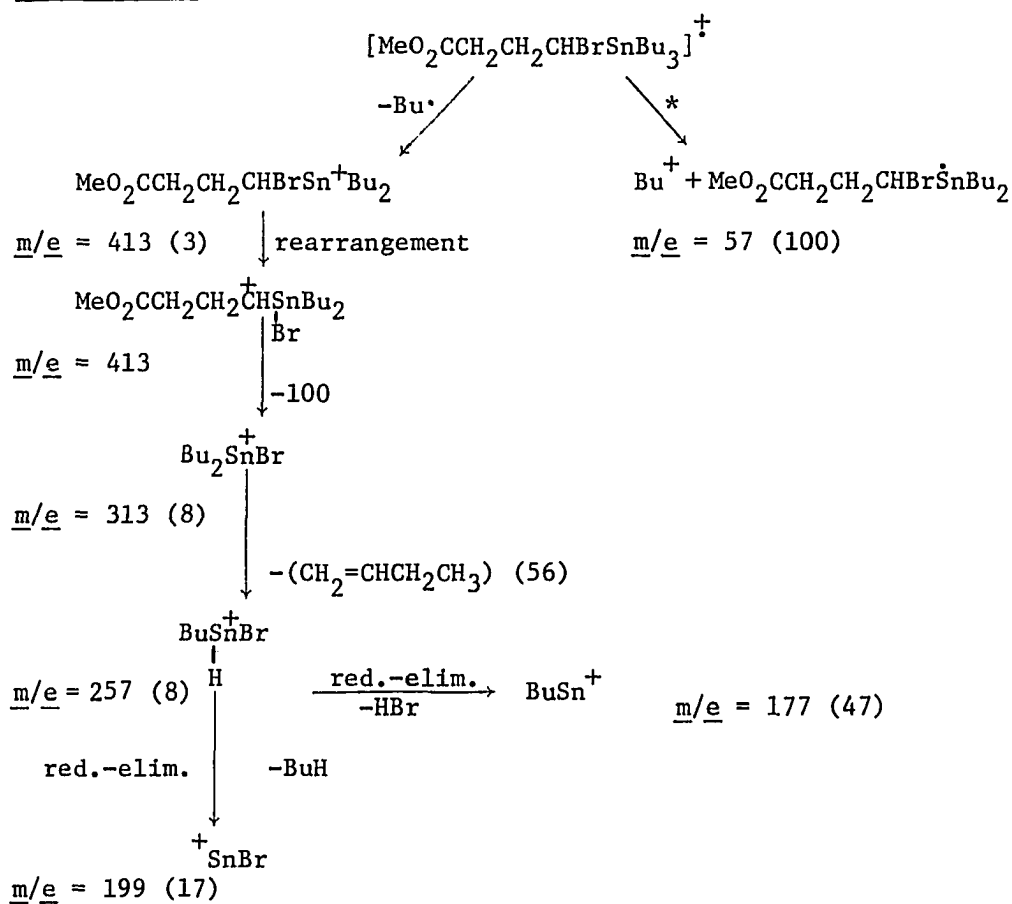 [MeO₂CCH₂CH₂CHBrSnBu₃]⁺̇
-Bu· *
MeO₂CCH₂CH₂CHBrSn⁺Bu₂
Bu⁺ + MeO₂CCH₂CH₂CHBrṠnBu₂
m/e = 413 (3) rearrangement m/e = 57 (100)
MeO₂CCH₂CH₂C⁺HSnBu₂
Br
m/e = 413
-100
Bu₂Sn⁺Br
m/e = 313 (8)
-(CH₂=CHCH₂CH₃) (56)
BuSn⁺Br
H
m/e = 257 (8) red.-elim. BuSn⁺
-HBr m/e = 177 (47)
red.-elim. -BuH
⁺SnBr
m/e = 199 (17)